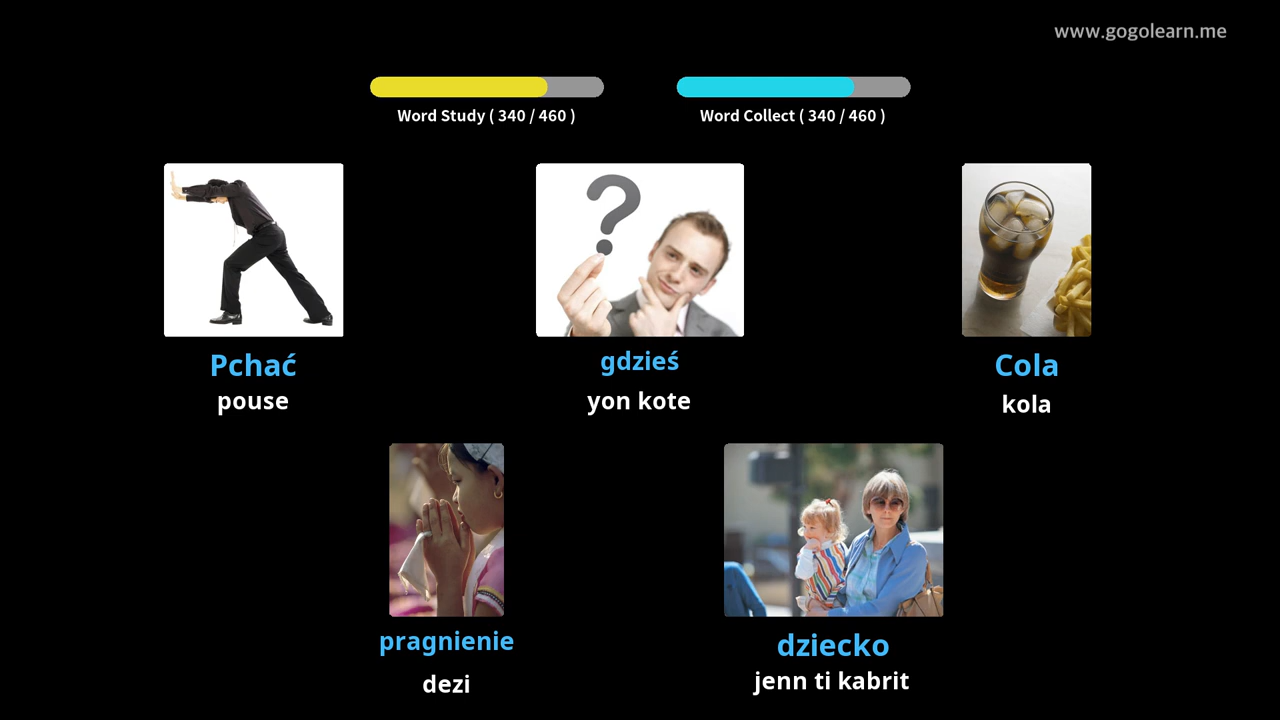 www.gogolearn.me
Word Study ( 340 / 460 )
Word Collect ( 340 / 460 )
Pchać
pouse
gdzieś
yon kote
Cola
kola
pragnienie
dezi
dziecko
jenn ti kabrit